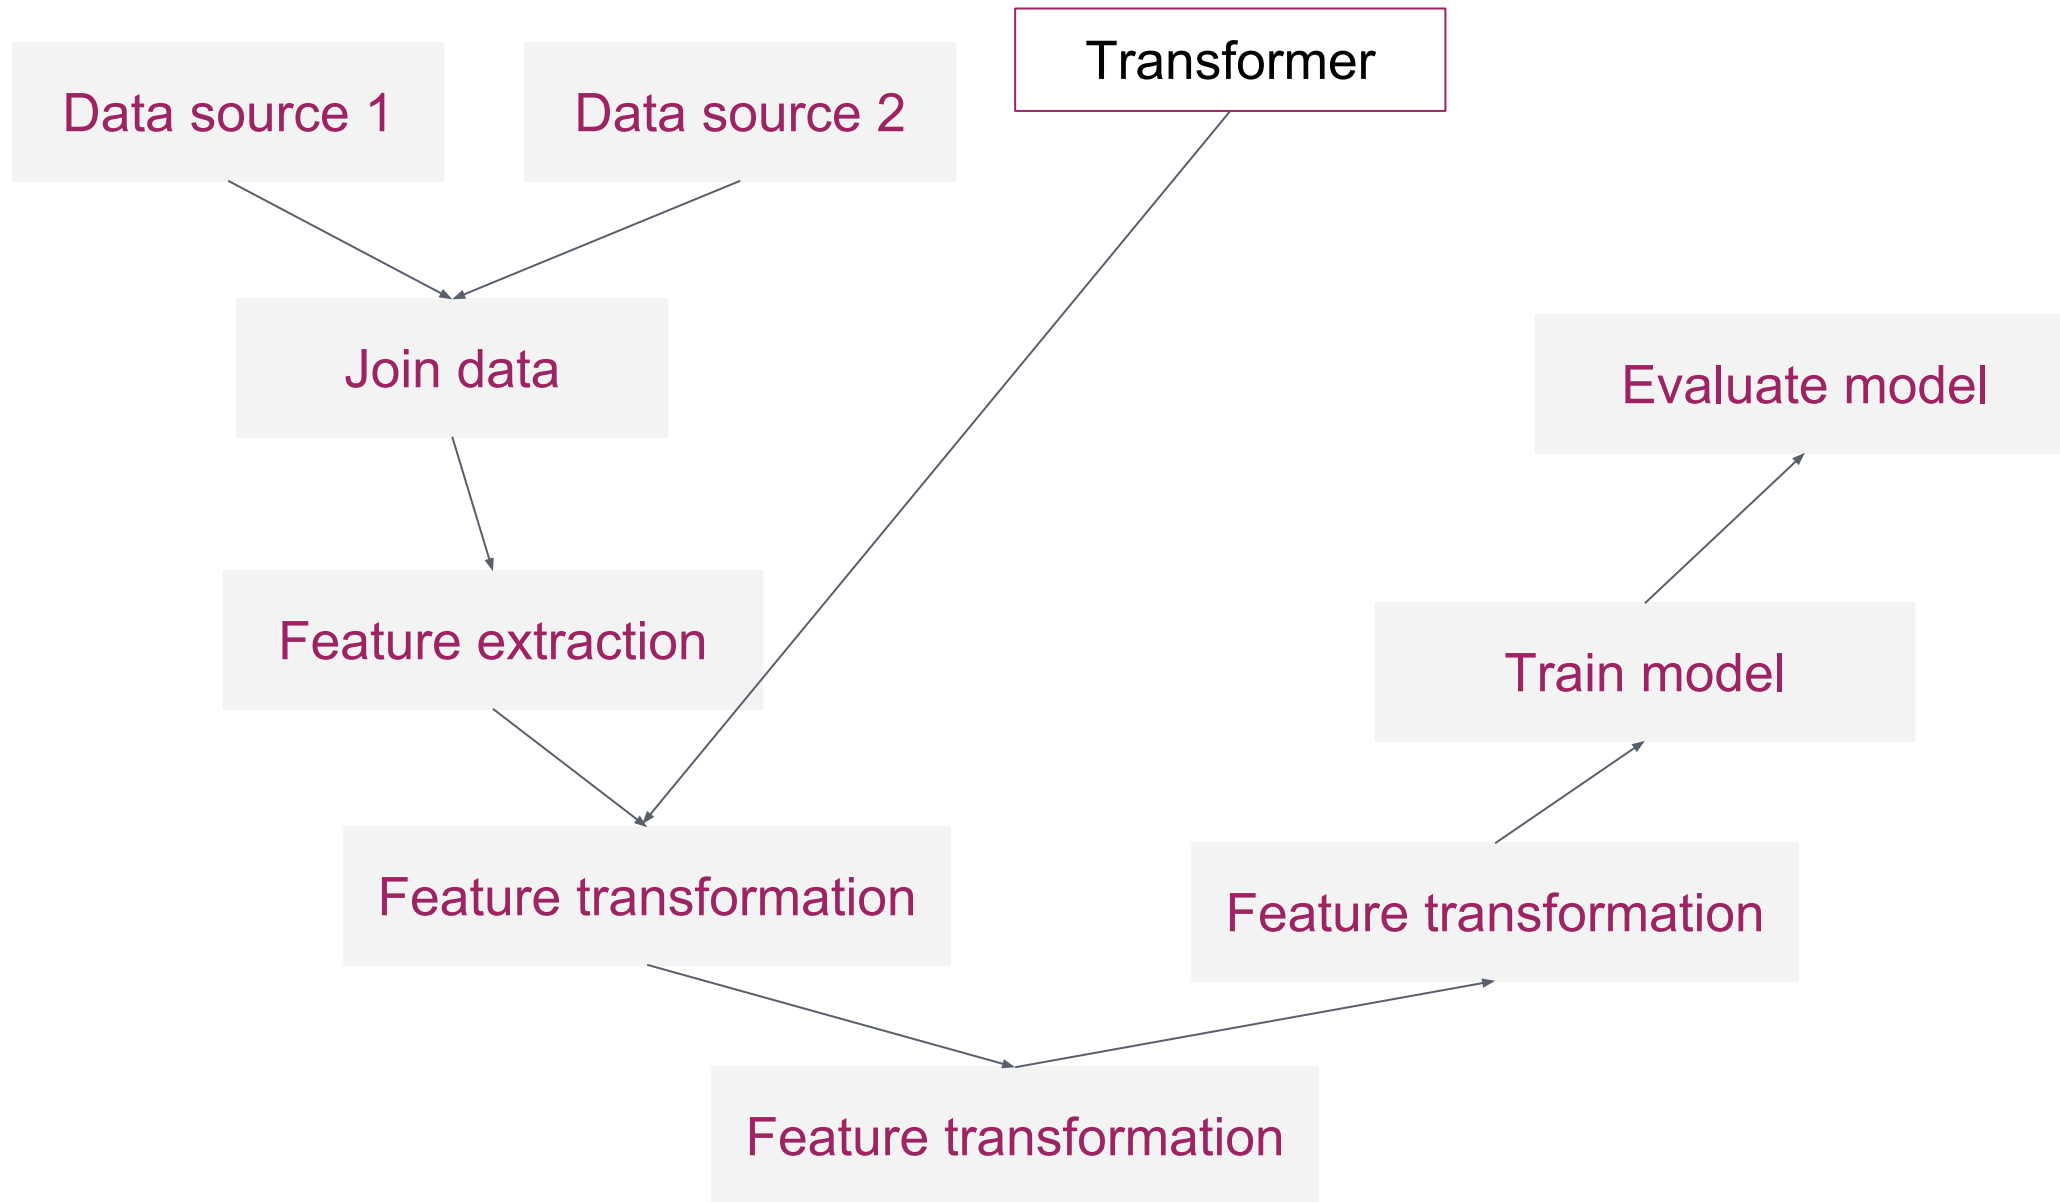 Data source 1
Data source 2
Transformer
Join data
Evaluate model
Feature extraction
Train model
Feature transformation
Feature transformation
Feature transformation